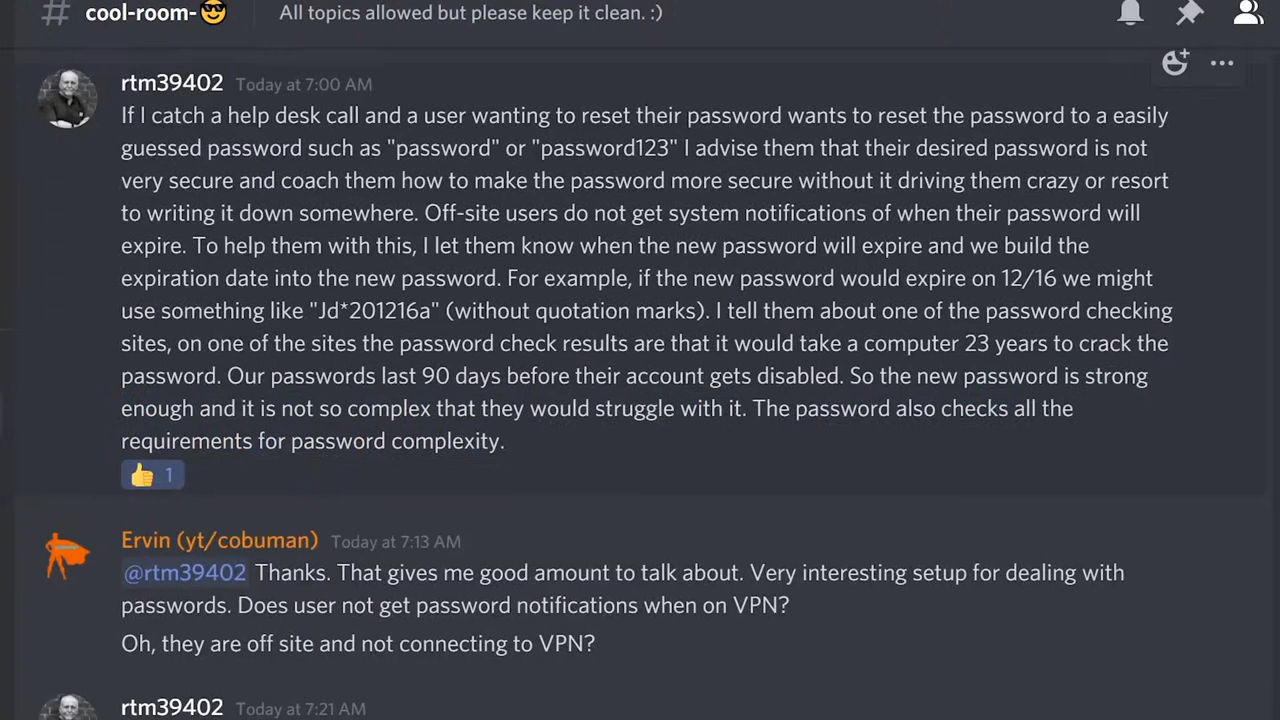 # cool-room-😎 All topics allowed but please keep it clean. :)
rtm39402 Today at 7:00 AM
If I catch a help desk call and a user wanting to reset their password wants to reset the password to a easily
guessed password such as "password" or "password123" I advise them that their desired password is not
very secure and coach them how to make the password more secure without it driving them crazy or resort
to writing it down somewhere. Off-site users do not get system notifications of when their password will
expire. To help them with this, I let them know when the new password will expire and we build the
expiration date into the new password. For example, if the new password would expire on 12/16 we might
use something like "Jd*201216a" (without quotation marks). I tell them about one of the password checking
sites, on one of the sites the password check results are that it would take a computer 23 years to crack the
password. Our passwords last 90 days before their account gets disabled. So the new password is strong
enough and it is not so complex that they would struggle with it. The password also checks all the
requirements for password complexity.
👍 1
Ervin (yt/cobuman) Today at 7:13 AM
@rtm39402 Thanks. That gives me good amount to talk about. Very interesting setup for dealing with
passwords. Does user not get password notifications when on VPN?
Oh, they are off site and not connecting to VPN?
rtm39402 Today at 7:21 AM